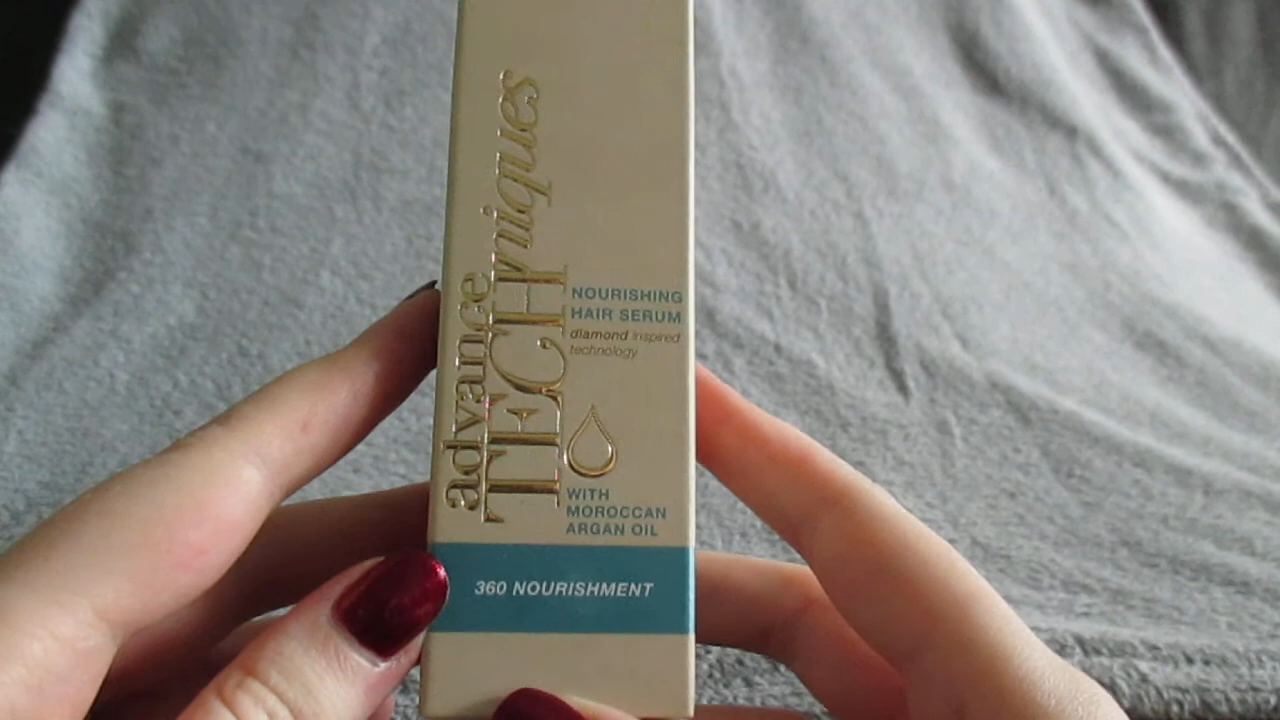 advance
TECHniques
NOURISHING
HAIR SERUM
diamond inspired
technology
WITH
MOROCCAN
ARGAN OIL
360 NOURISHMENT